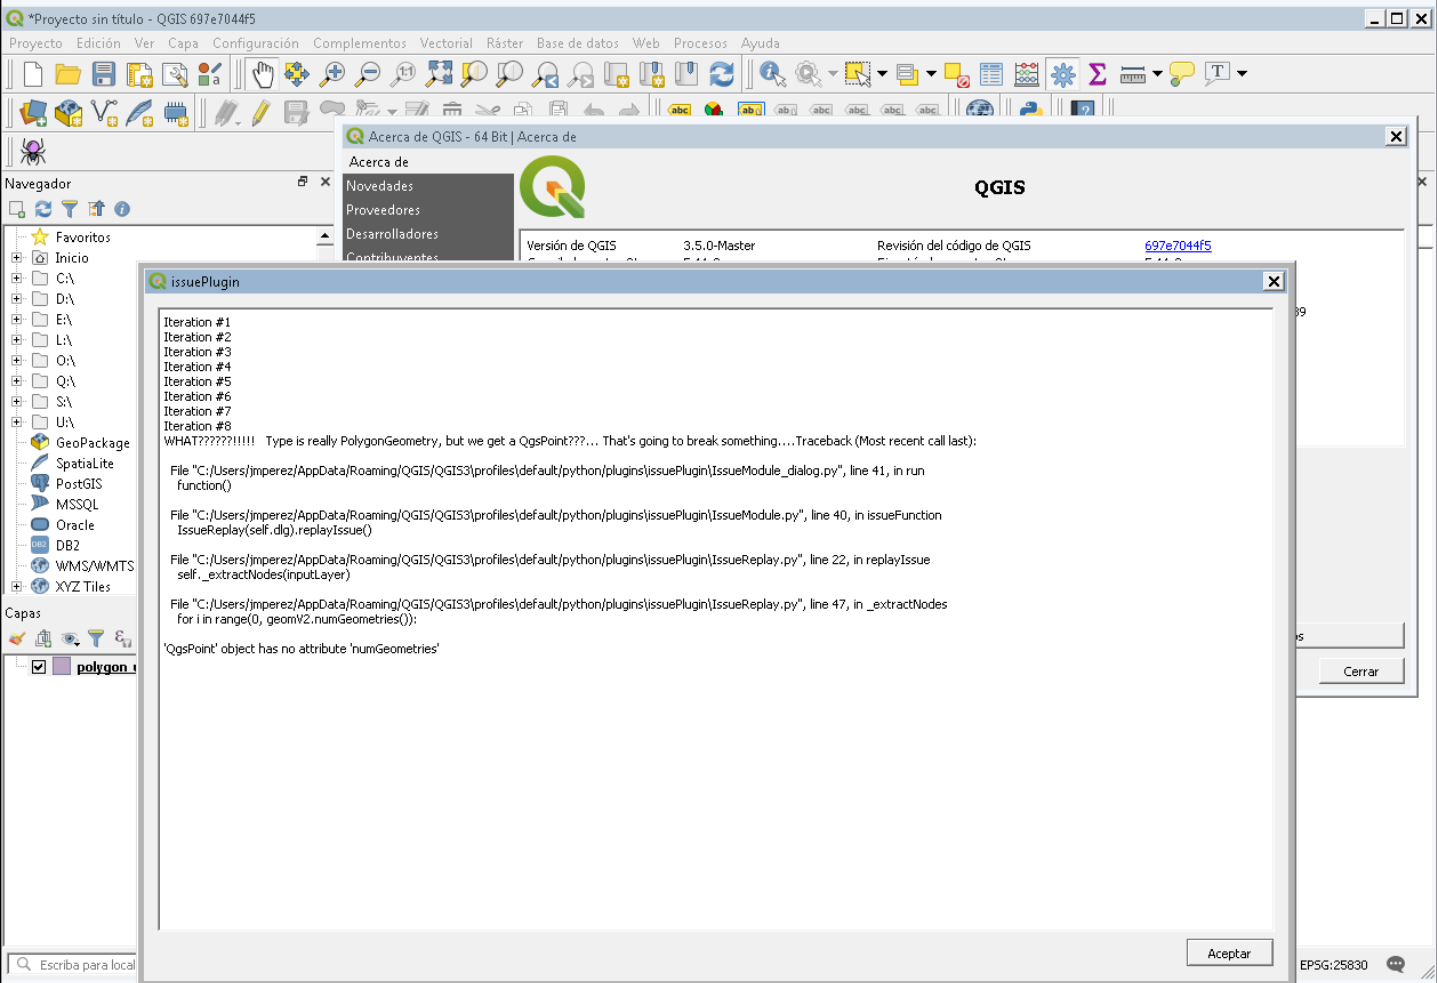 *Proyecto sin título - QGIS 697e7044f5
Proyecto Edición Ver Capa Configuración Complementos Vectorial Ráster Base de datos Web Procesos Ayuda
Acerca de QGIS - 64 Bit | Acerca de
Acerca de
Novedades
Proveedores
Desarrolladores
Contribuyentes
QGIS
Versión de QGIS 3.5.0-Master Revisión del código de QGIS 697e7044f5
Navegador
Favoritos
Inicio
C:\
D:\
E:\
L:\
O:\
Q:\
S:\
U:\
GeoPackage
SpatiaLite
PostGIS
MSSQL
Oracle
DB2
WMS/WMTS
XYZ Tiles
Capas
polygon
issuePlugin
Iteration #1
Iteration #2
Iteration #3
Iteration #4
Iteration #5
Iteration #6
Iteration #7
Iteration #8
WHAT??????!!!!! Type is really PolygonGeometry, but we get a QgsPoint???... That's going to break something....Traceback (Most recent call last):
File "C:/Users/jmperez/AppData/Roaming/QGIS/QGIS3\profiles\default/python/plugins\issuePlugin\IssueModule_dialog.py", line 41, in run
function()
File "C:/Users/jmperez/AppData/Roaming/QGIS/QGIS3\profiles\default/python/plugins\issuePlugin\IssueModule.py", line 40, in issueFunction
IssueReplay(self.dlg).replayIssue()
File "C:/Users/jmperez/AppData/Roaming/QGIS/QGIS3\profiles\default/python/plugins\issuePlugin\IssueReplay.py", line 22, in replayIssue
self._extractNodes(inputLayer)
File "C:/Users/jmperez/AppData/Roaming/QGIS/QGIS3\profiles\default/python/plugins\issuePlugin\IssueReplay.py", line 47, in _extractNodes
for i in range(0, geomV2.numGeometries()):
'QgsPoint' object has no attribute 'numGeometries'
Cerrar
Aceptar
Escriba para local
EPSG:25830